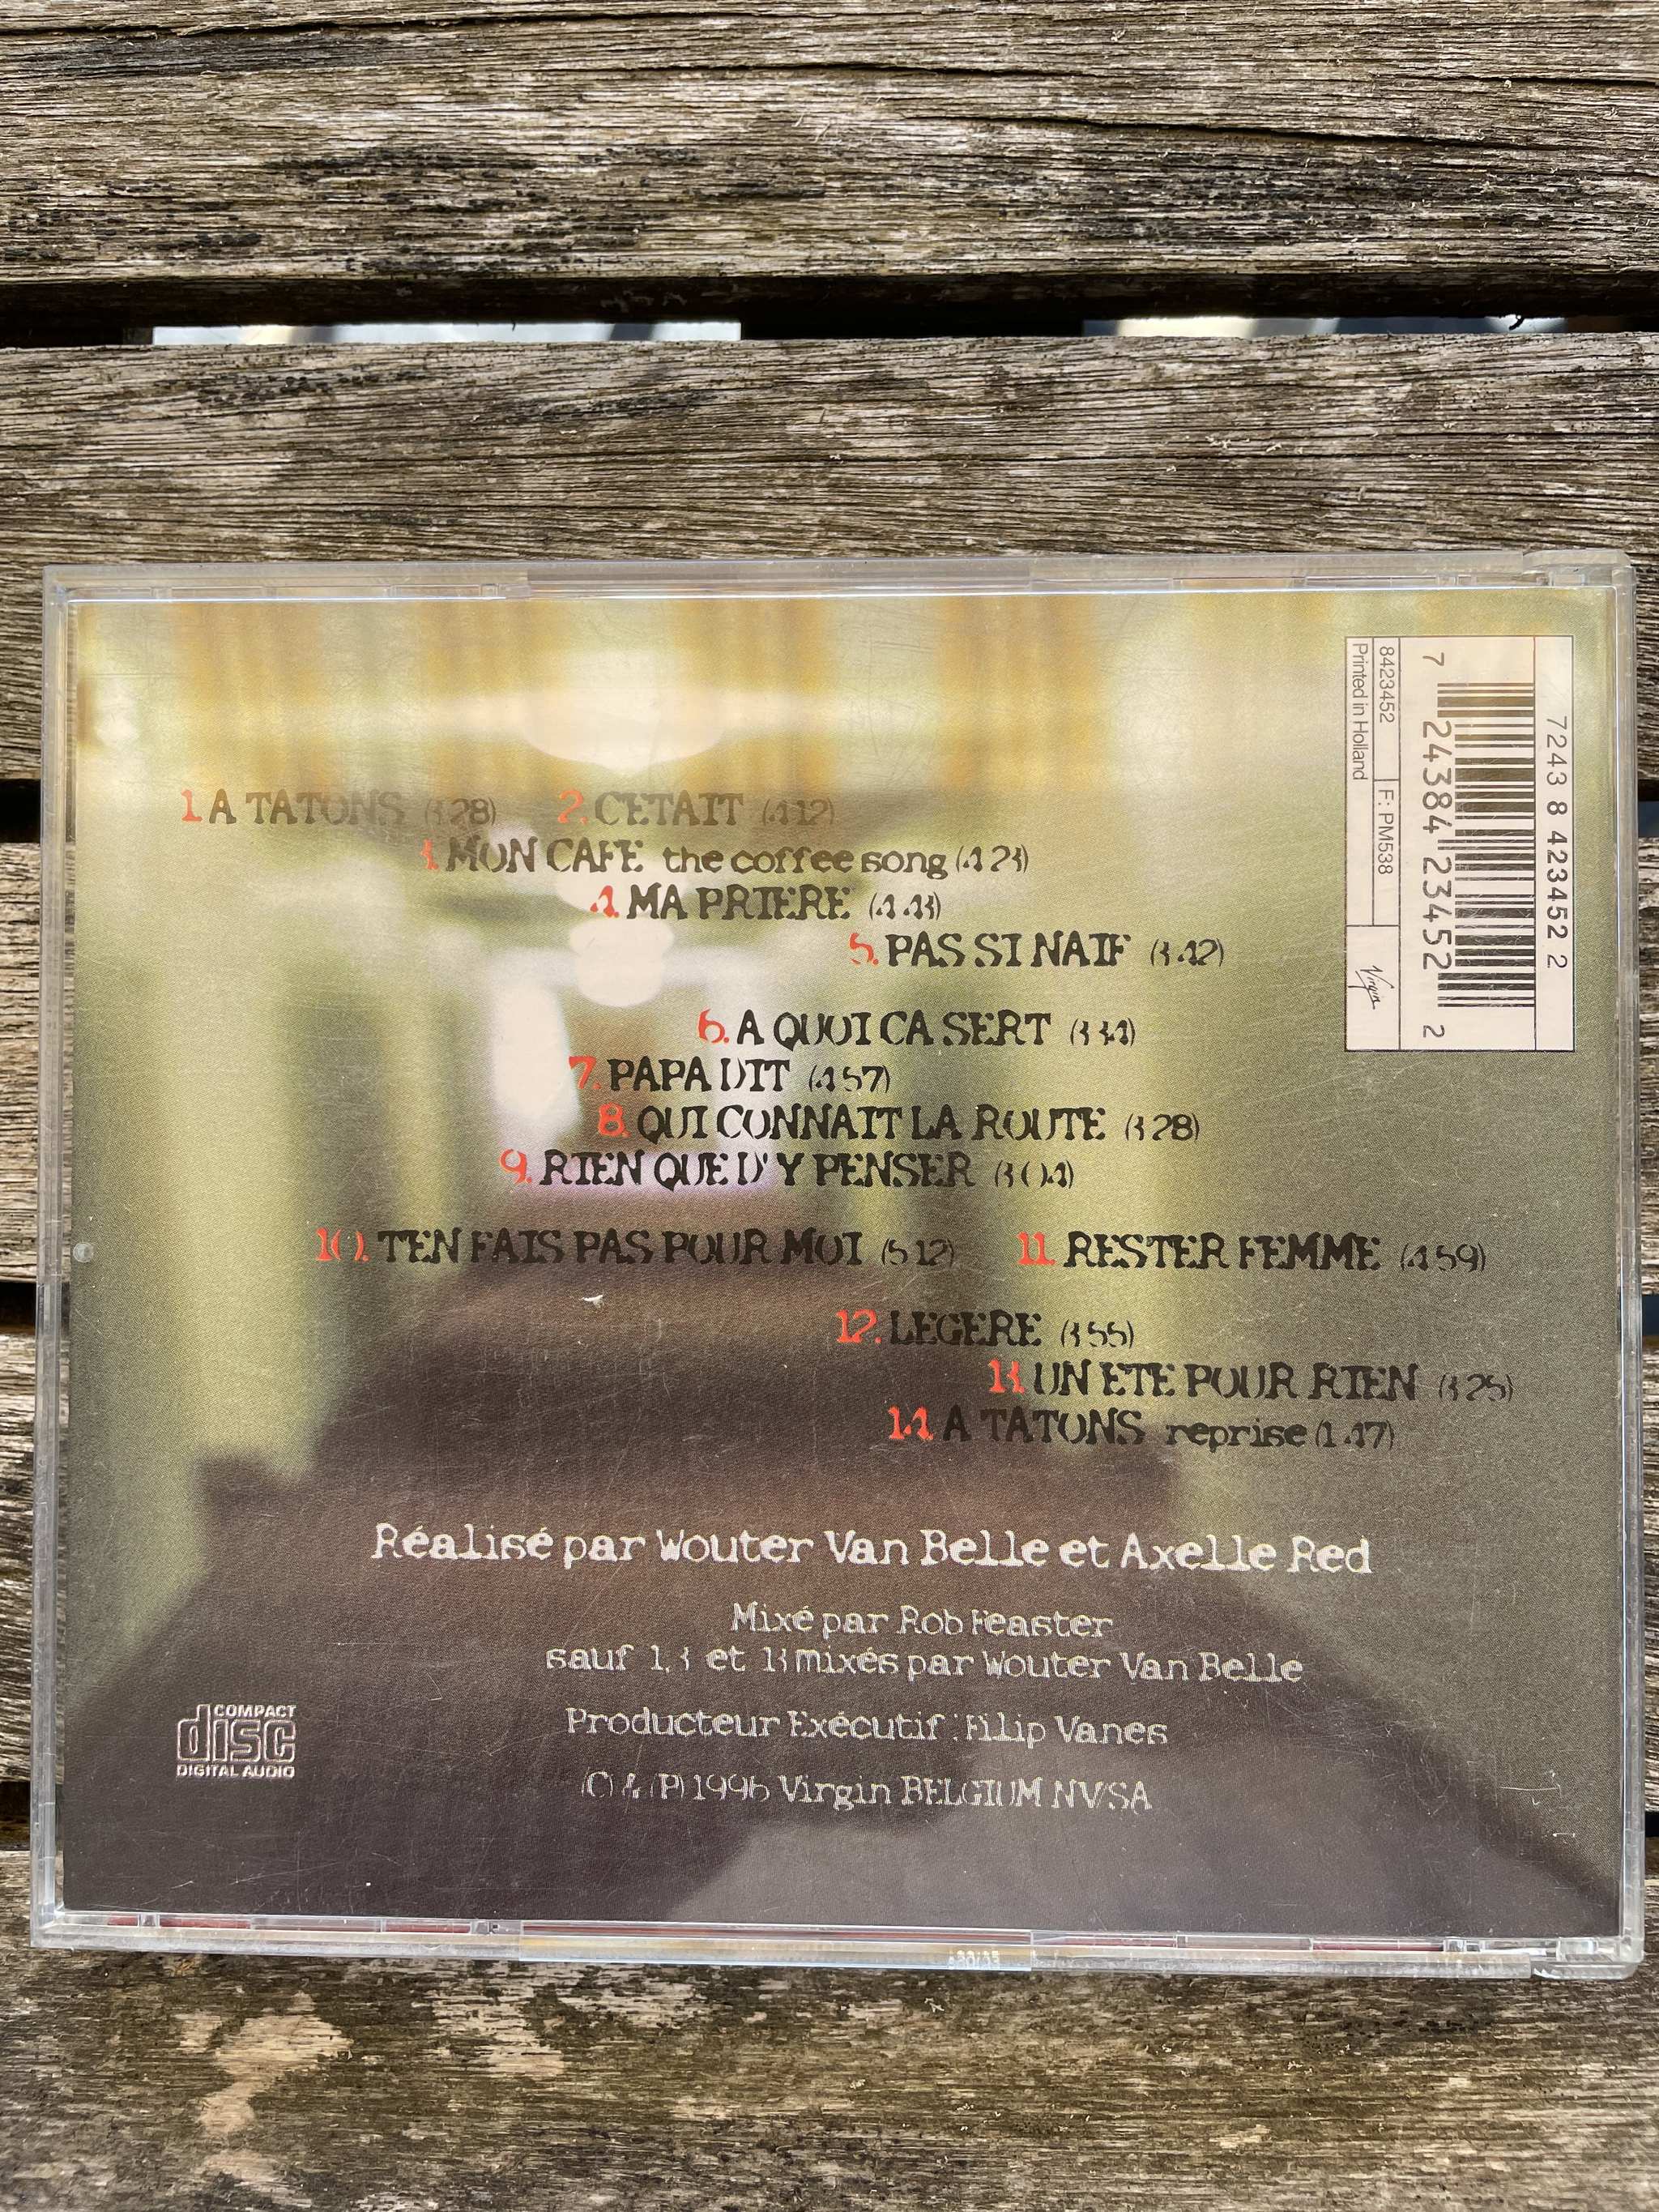 7243 8 423452 2
7 24384 23452 2
8423452
F: PM538
Printed in Holland
Virgin
1. A TATONS (3 28) 2. C'ETAIT (4 12)
3. MON CAFE the coffee song (4 23)
4. MA PRIERE (4 43)
5. PAS SI NAIF (3 42)
6. A QUOI CA SERT (3 34)
7. PAPA DIT (4 57)
8. QUI CONNAIT LA ROUTE (3 28)
9. RIEN QUE D'Y PENSER (3 04)
10. T'EN FAIS PAS POUR MOI (5 12) 11. RESTER FEMME (4 59)
12. LEGERE (3 55)
13. UN ETE POUR RIEN (3 25)
14. A TATONS reprise (1 47)
Réalisé par Wouter Van Belle et Axelle Red
Mixé par Rob Feaster
sauf 1, 3 et 13 mixés par Wouter Van Belle
Producteur Exécutif : Filip Vanes
(C) & (P) 1996 Virgin BELGIUM NV/SA
COMPACT
disc
DIGITAL AUDIO